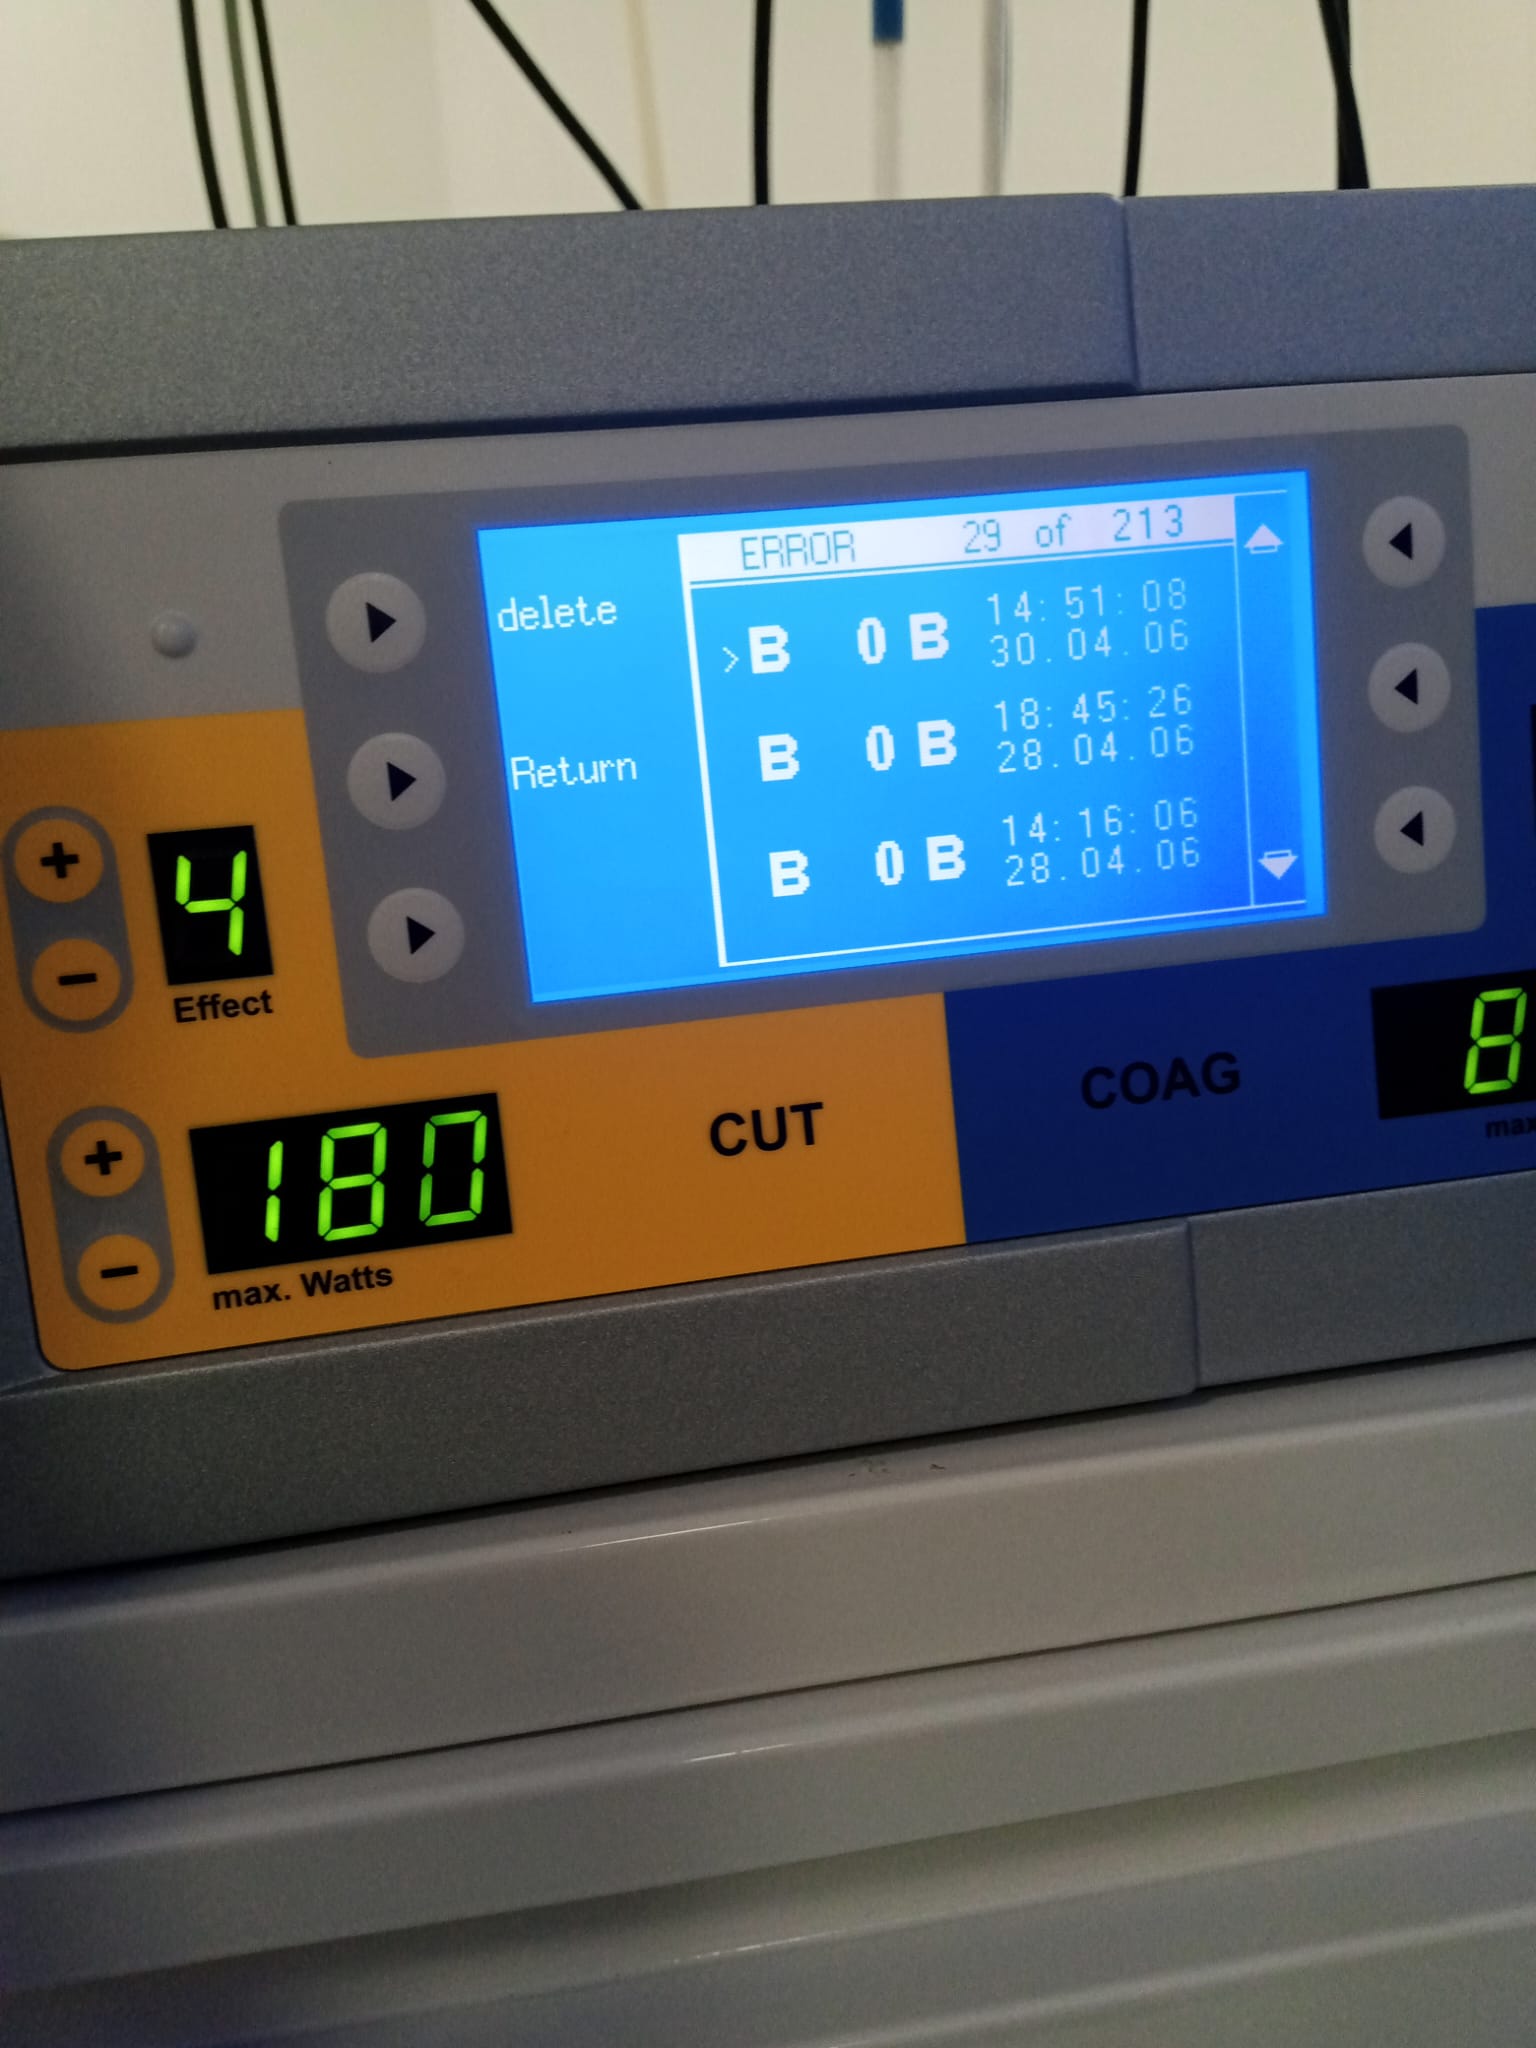 ERROR 29 of 213
delete
>B 0B 14:51:08
30.04.06
B 0B 18:45:26
28.04.06
Return
B 0B 14:16:06
28.04.06
+
4
-
Effect
+
180
-
max. Watts
CUT
COAG
8
max